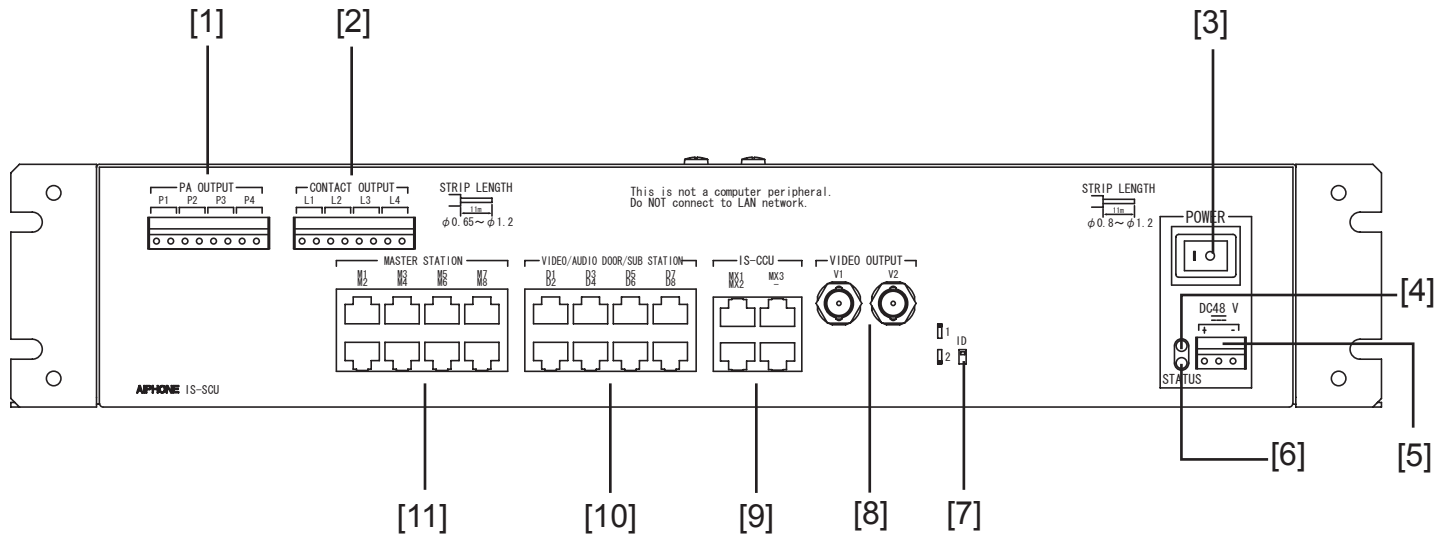 [1] [2] [3]
PA OUTPUT
P1 P2 P3 P4
CONTACT OUTPUT
L1 L2 L3 L4
STRIP LENGTH
11m
φ0.65~φ1.2
This is not a computer peripheral.
Do NOT connect to LAN network.
STRIP LENGTH
11m
φ0.8~φ1.2
POWER
I
MASTER STATION
M1 M3 M5 M7
M2 M4 M6 M8
VIDEO/AUDIO DOOR/SUB STATION
D1 D3 D5 D7
D2 D4 D6 D8
IS-CCU
MX1 MX3
MX2 -
VIDEO OUTPUT
V1 V2
1
2
ID
DC48 V
+ -
STATUS
[4]
[5]
[6]
AIPHONE IS-SCU
[11] [10] [9] [8] [7]